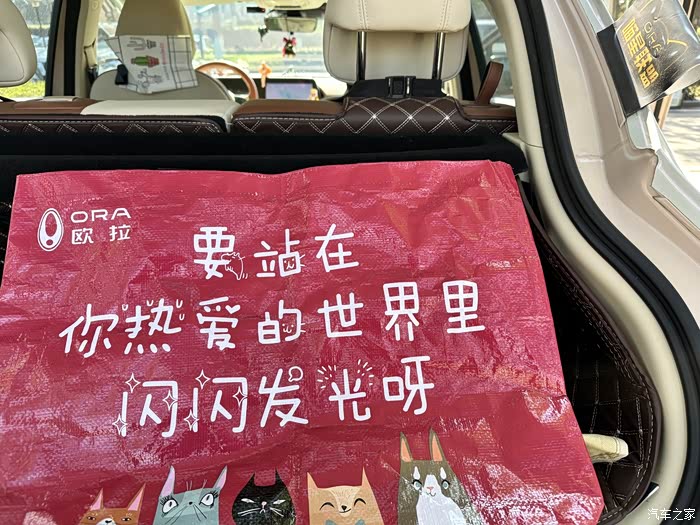 ORA
欧拉
要站在
你热爱的世界里
闪闪发光呀
汽车之家